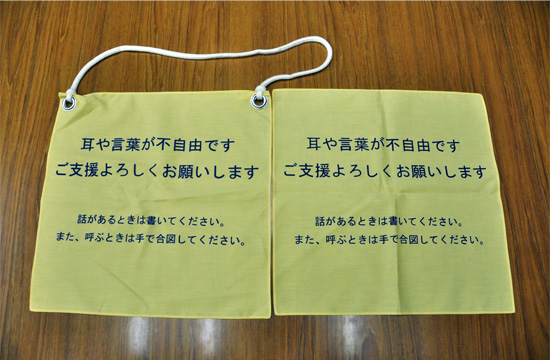 耳や言葉が不自由です
ご支援よろしくお願いします
話があるときは書いてください。
また、呼ぶときは手で合図してください。
耳や言葉が不自由です
ご支援よろしくお願いします
話があるときは書いてください。
また、呼ぶときは手で合図してください。